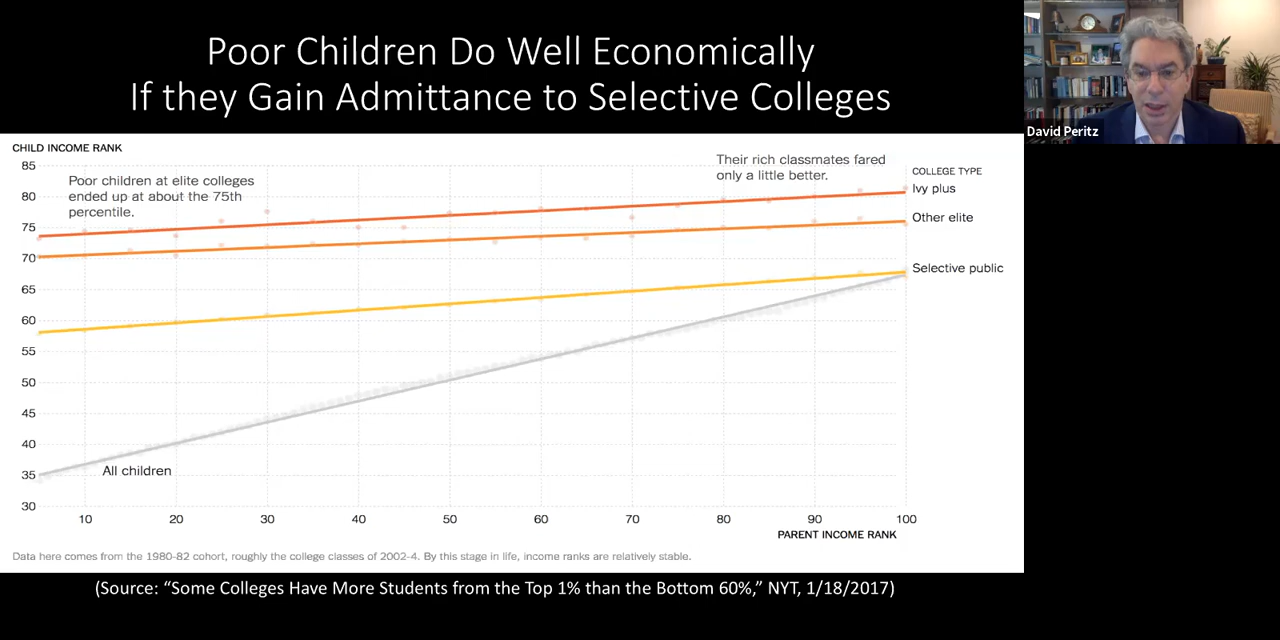 Poor Children Do Well Economically
If they Gain Admittance to Selective Colleges
David Peritz
CHILD INCOME RANK
85
80
75
70
65
60
55
50
45
40
35
30
Poor children at elite colleges
ended up at about the 75th
percentile.
Their rich classmates fared
only a little better.
COLLEGE TYPE
Ivy plus
Other elite
Selective public
All children
10 20 30 40 50 60 70 80 90 100
PARENT INCOME RANK
Data here comes from the 1980-82 cohort, roughly the college classes of 2002-4. By this stage in life, income ranks are relatively stable.
(Source: “Some Colleges Have More Students from the Top 1% than the Bottom 60%,” NYT, 1/18/2017)